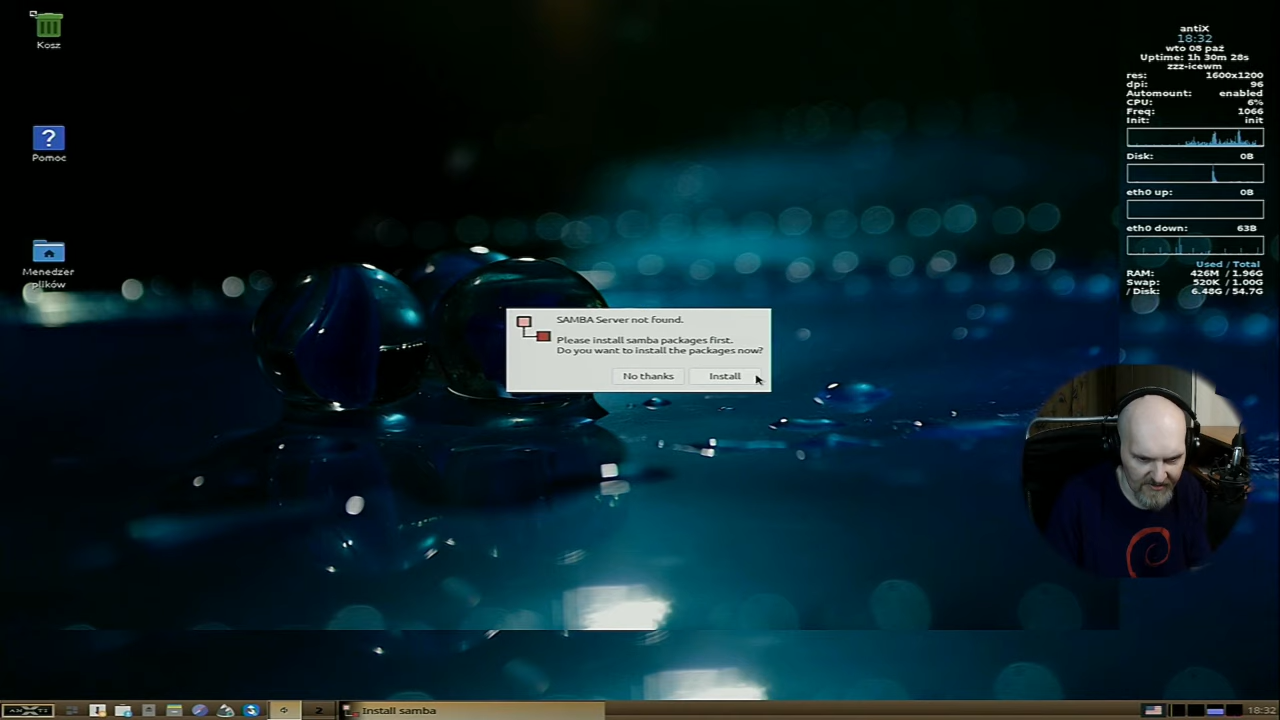 Kosz
Pomoc
Menedżer
plików
antiX
18:32
wto 08 paź
Uptime: 1h 30m 28s
zzz-icewm
res: 1600x1200
dpi: 96
Automount: enabled
CPU: 6%
Freq: 1066
Init: init
Disk: 0B
eth0 up: 0B
eth0 down: 63B
Used / Total
RAM: 426M / 1.96G
Swap: 520K / 1.00G
/ Disk: 6.48G / 54.7G
SAMBA Server not found.
Please install samba packages first.
Do you want to install the packages now?
No thanks Install
2 Install samba 18:32